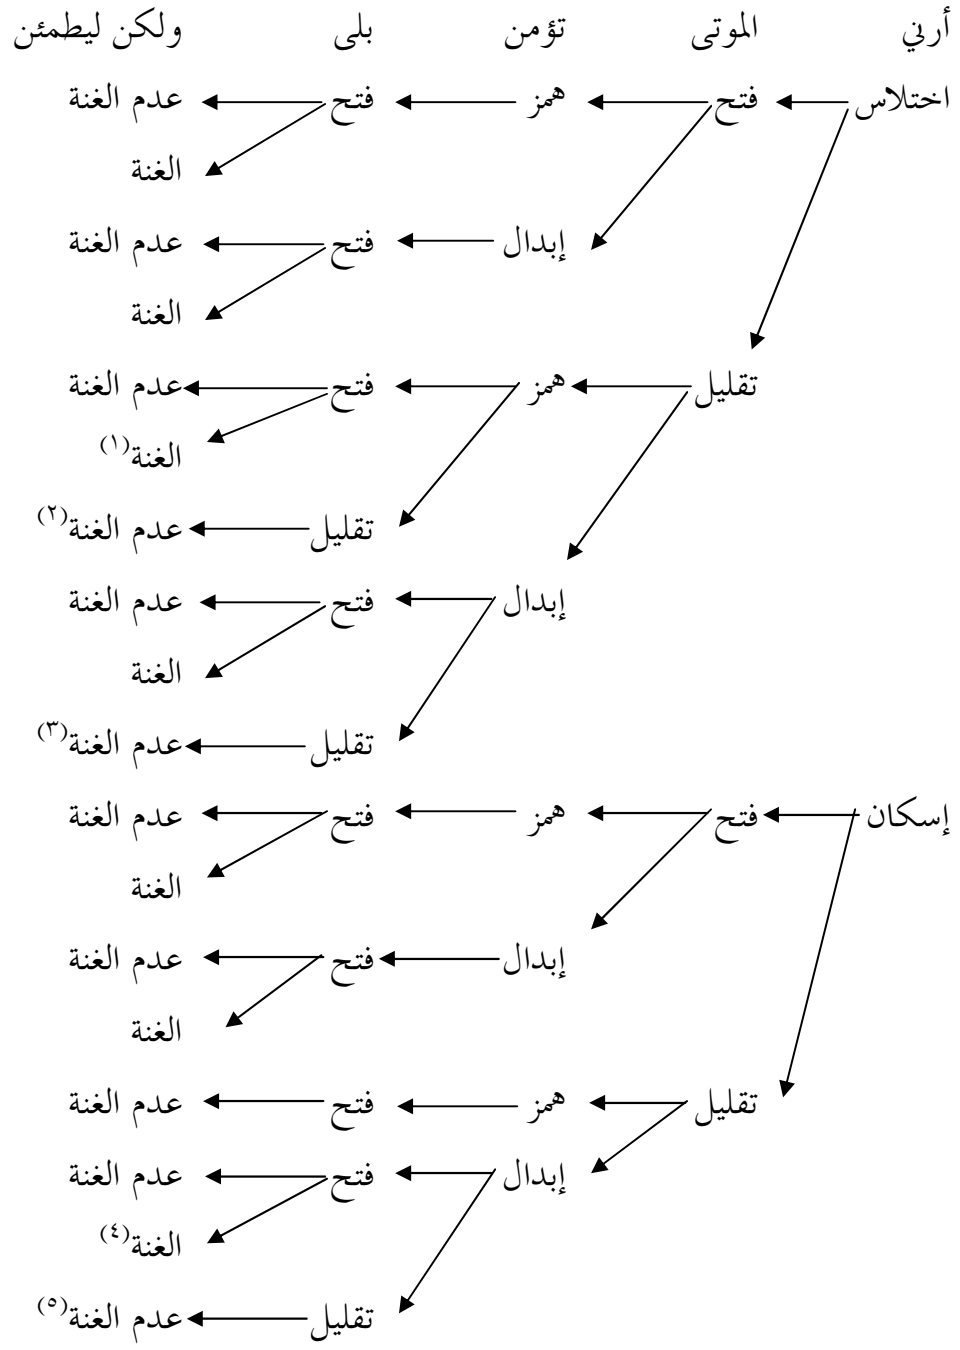 أرني الموتى تؤمن بلى ولكن ليطمئن
اختلاس فتح همز فتح عدم الغنة
الغنة
إبدال فتح عدم الغنة
الغنة
تقليل همز فتح عدم الغنة
الغنة(١)
تقليل عدم الغنة(٢)
إبدال فتح عدم الغنة
الغنة
تقليل عدم الغنة(٣)
إسكان فتح همز فتح عدم الغنة
الغنة
إبدال فتح عدم الغنة
الغنة
تقليل همز فتح عدم الغنة
إبدال فتح عدم الغنة
الغنة(٤)
تقليل عدم الغنة(٥)